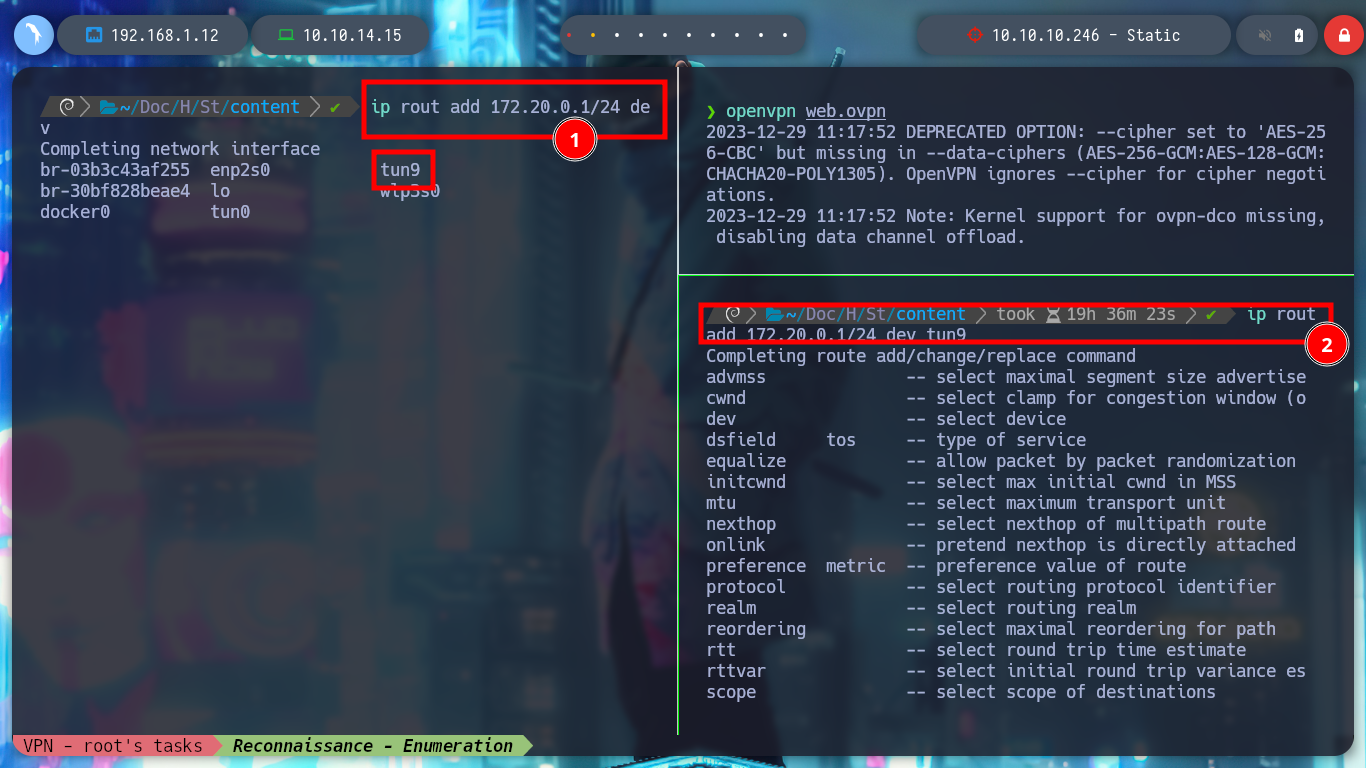 192.168.1.12
10.10.14.15
10.10.10.246 - Static
~/Doc/H/St/content ✔ ip rout add 172.20.0.1/24 de
v
Completing network interface
br-03b3c43af255 enp2s0 tun9
br-30bf828beae4 lo wlp3s0
docker0 tun0
1
❯ openvpn web.ovpn
2023-12-29 11:17:52 DEPRECATED OPTION: --cipher set to 'AES-25
6-CBC' but missing in --data-ciphers (AES-256-GCM:AES-128-GCM:
CHACHA20-POLY1305). OpenVPN ignores --cipher for cipher negoti
ations.
2023-12-29 11:17:52 Note: Kernel support for ovpn-dco missing,
disabling data channel offload.
~/Doc/H/St/content took 19h 36m 23s ✔ ip rout
add 172.20.0.1/24 dev tun9
2
Completing route add/change/replace command
advmss -- select maximal segment size advertise
cwnd -- select clamp for congestion window (o
dev -- select device
dsfield tos -- type of service
equalize -- allow packet by packet randomization
initcwnd -- select max initial cwnd in MSS
mtu -- select maximum transport unit
nexthop -- select nexthop of multipath route
onlink -- pretend nexthop is directly attached
preference metric -- preference value of route
protocol -- select routing protocol identifier
realm -- select routing realm
reordering -- select maximal reordering for path
rtt -- select round trip time estimate
rttvar -- select initial round trip variance es
scope -- select scope of destinations
VPN - root's tasks Reconnaissance - Enumeration